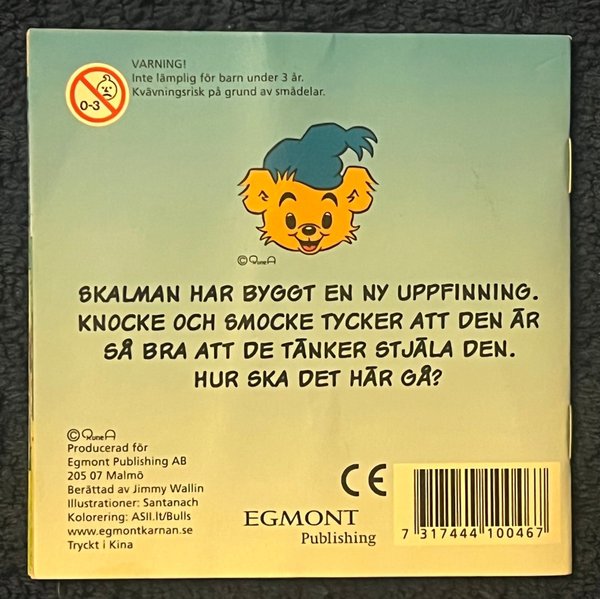 VARNING!
Inte lämplig för barn under 3 år.
Kvävningsrisk på grund av smådelar.
0-3
© Rune A
SKALMAN HAR BYGGT EN NY UPPFINNING.
KNOCKE OCH SMOCKE TYCKER ATT DEN ÄR
SÅ BRA ATT DE TÄNKER STJÄLA DEN.
HUR SKA DET HÄR GÅ?
© Rune A
Producerad för
Egmont Publishing AB
205 07 Malmö
Berättad av Jimmy Wallin
Illustrationer: Santanach
Kolorering: ASII.lt/Bulls
www.egmontkarnan.se
Tryckt i Kina
EGMONT
Publishing
CE
7 317444 100467